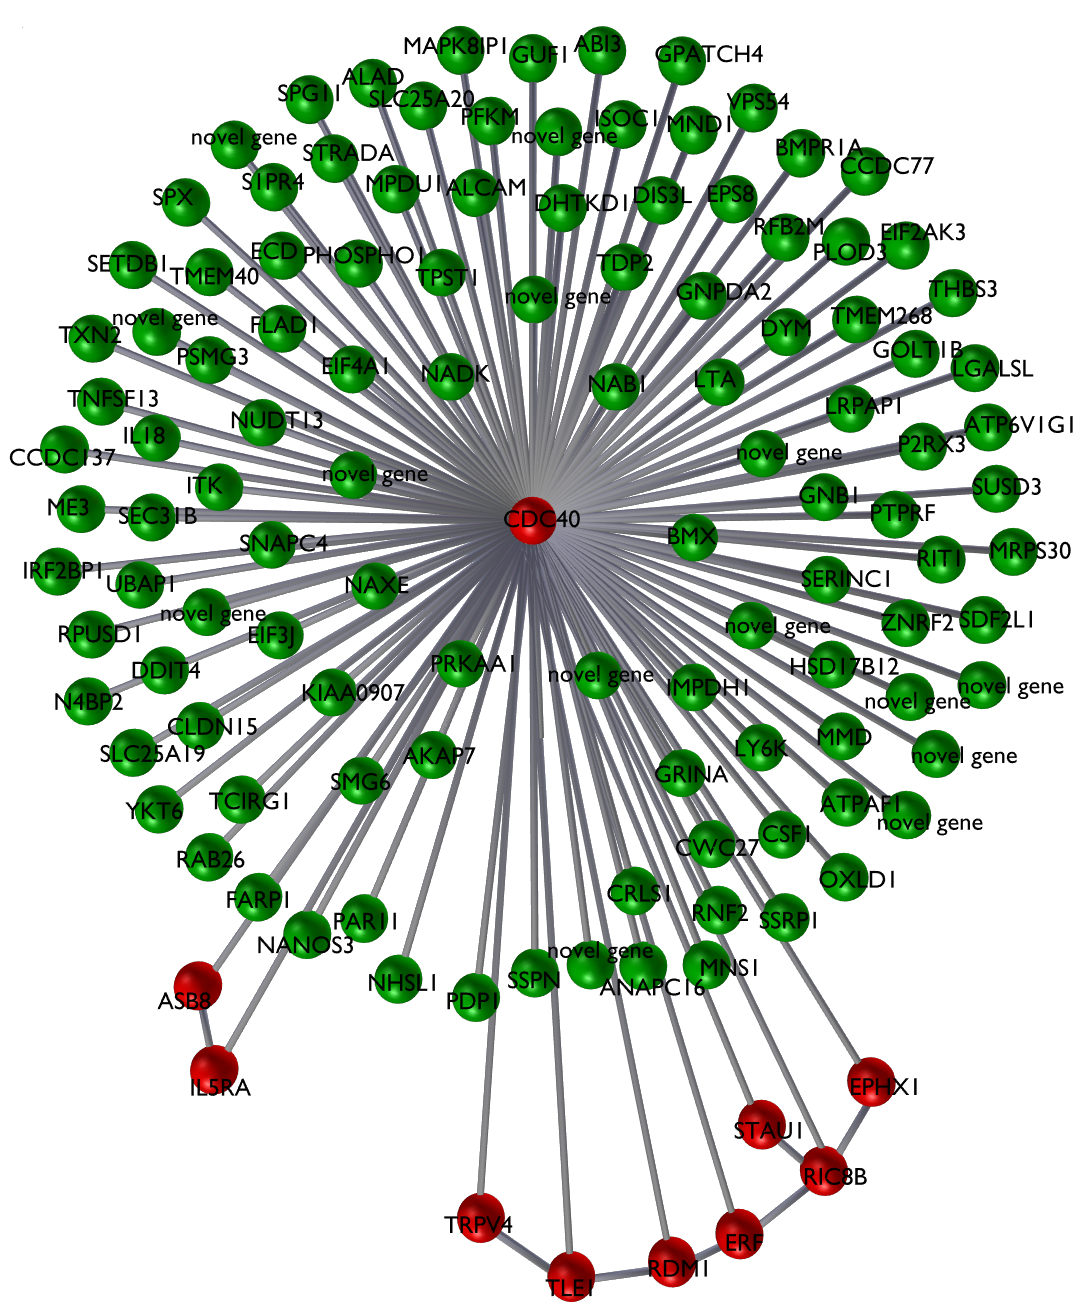 MAPK8IP1
GUF1
ABI3
GPATCH4
ALAD
SPG11
SLC25A20
PFKM
novel gene
ISOC1
MND1
VPS54
novel gene
STRADA
BMPR1A
CCDC77
S1PR4
MPDU1
ALCAM
DHTKD1
DIS3L
EPS8
SPX
RFB2M
PLOD3
EIF2AK3
SETDB1
TMEM40
ECD
PHOSPHO1
TPST1
novel gene
TDP2
GNPDA2
THBS3
TXN2
novel gene
PSMG3
FLAD1
EIF4A1
NADK
NAB1
LTA
DYM
TMEM268
GOLT1B
LGALSL
TNFSF13
IL18
NUDT13
LRPAP1
ATP6V1G1
CCDC137
ITK
novel gene
novel gene
P2RX3
ME3
SEC31B
CDC40
GNB1
PTPRF
SUSD3
SNAPC4
BMX
RIT1
MRPS30
IRF2BP1
UBAP1
NAXE
SERINC1
RPUSD1
novel gene
EIF3J
novel gene
ZNRF2
SDF2L1
N4BP2
DDIT4
KIAA0907
PRKAA1
novel gene
IMPDH1
HSD17B12
novel gene
novel gene
SLC25A19
CLDN15
AKAP7
LY6K
MMD
novel gene
YKT6
TCIRG1
SMG6
GRINA
ATPAF1
novel gene
RAB26
CWC27
CSF1
OXLD1
FARP1
NANOS3
PAR11
CRLS1
RNF2
SSRP1
NHSL1
PDP1
SSPN
novel gene
ANAPC16
MNS1
ASB8
IL5RA
EPHX1
STAU1
RIC8B
TRPV4
TLE1
RDM1
ERF